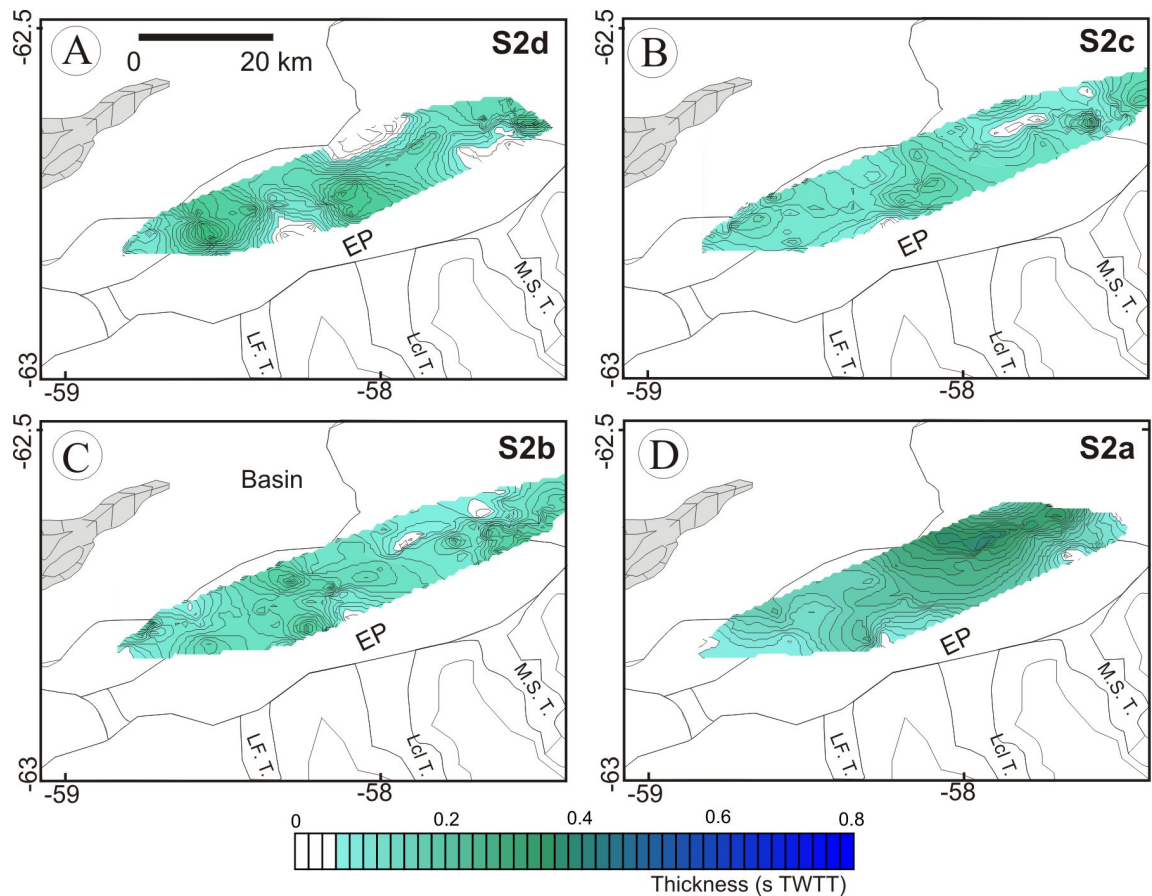 A
0 20 km
S2d
-62.5
-63
-59
-58
EP
LF. T.
Lcl T.
M.S. T.
B
S2c
-62.5
-63
-59
-58
EP
LF. T.
Lcl T.
M.S. T.
C
S2b
Basin
-62.5
-63
-59
-58
EP
LF. T.
Lcl T.
M.S. T.
D
S2a
-62.5
-63
-59
-58
EP
LF. T.
Lcl T.
M.S. T.
0 0.2 0.4 0.6 0.8
Thickness (s TWTT)